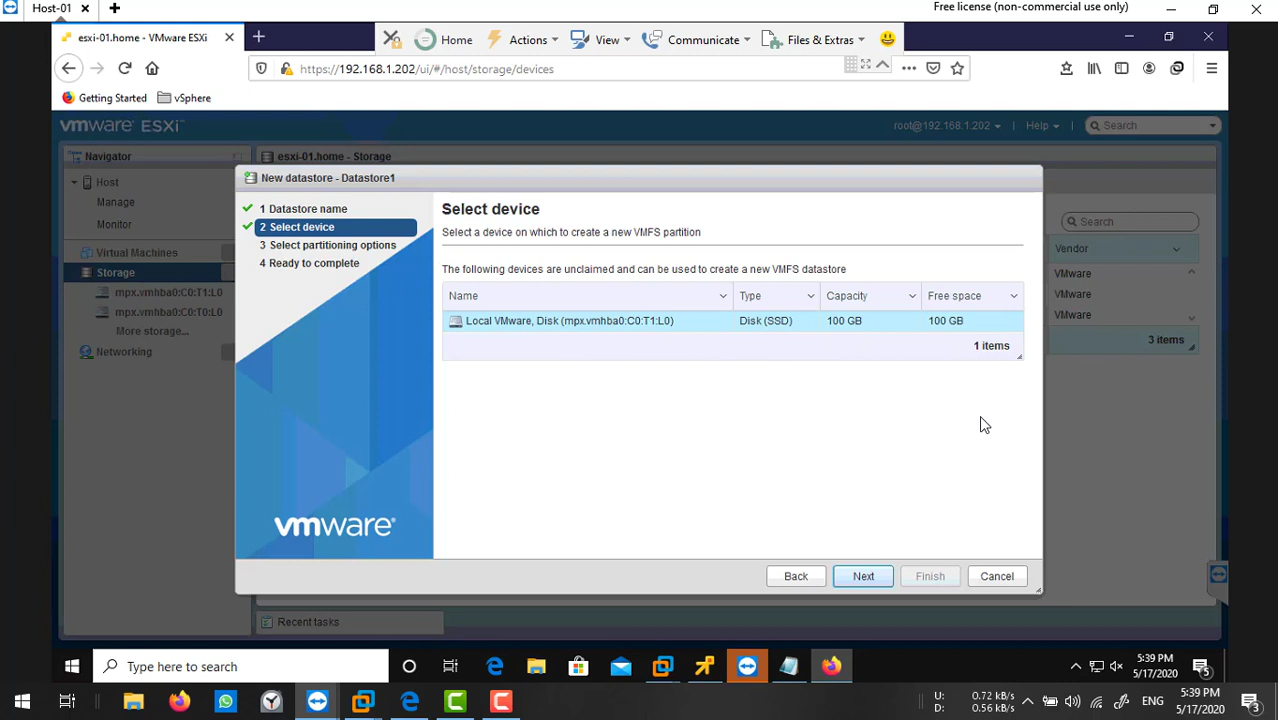 Host-01
Free license (non-commercial use only)
esxi-01.home - VMware ESXi
Home
Actions
View
Communicate
Files & Extras
https://192.168.1.202/ui/#/host/storage/devices
Getting Started
vSphere
vmware ESXi™
root@192.168.1.202
Help
Search
Navigator
esxi-01.home - Storage
Host
Manage
Monitor
Virtual Machines
Storage
mpx.vmhba0:C0:T1:L0
mpx.vmhba0:C0:T0:L0
More storage...
Networking
Search
Vendor
VMware
VMware
VMware
3 items
New datastore - Datastore1
1 Datastore name
2 Select device
3 Select partitioning options
4 Ready to complete
vmware®
Select device
Select a device on which to create a new VMFS partition
The following devices are unclaimed and can be used to create a new VMFS datastore
Name Type Capacity Free space
Local VMware, Disk (mpx.vmhba0:C0:T1:L0) Disk (SSD) 100 GB 100 GB
1 items
Back
Next
Finish
Cancel
Recent tasks
Type here to search
5:39 PM
5/17/2020
5
U: 0.72 kB/s
D: 0.56 kB/s
ENG
5:39 PM
5/17/2020
3